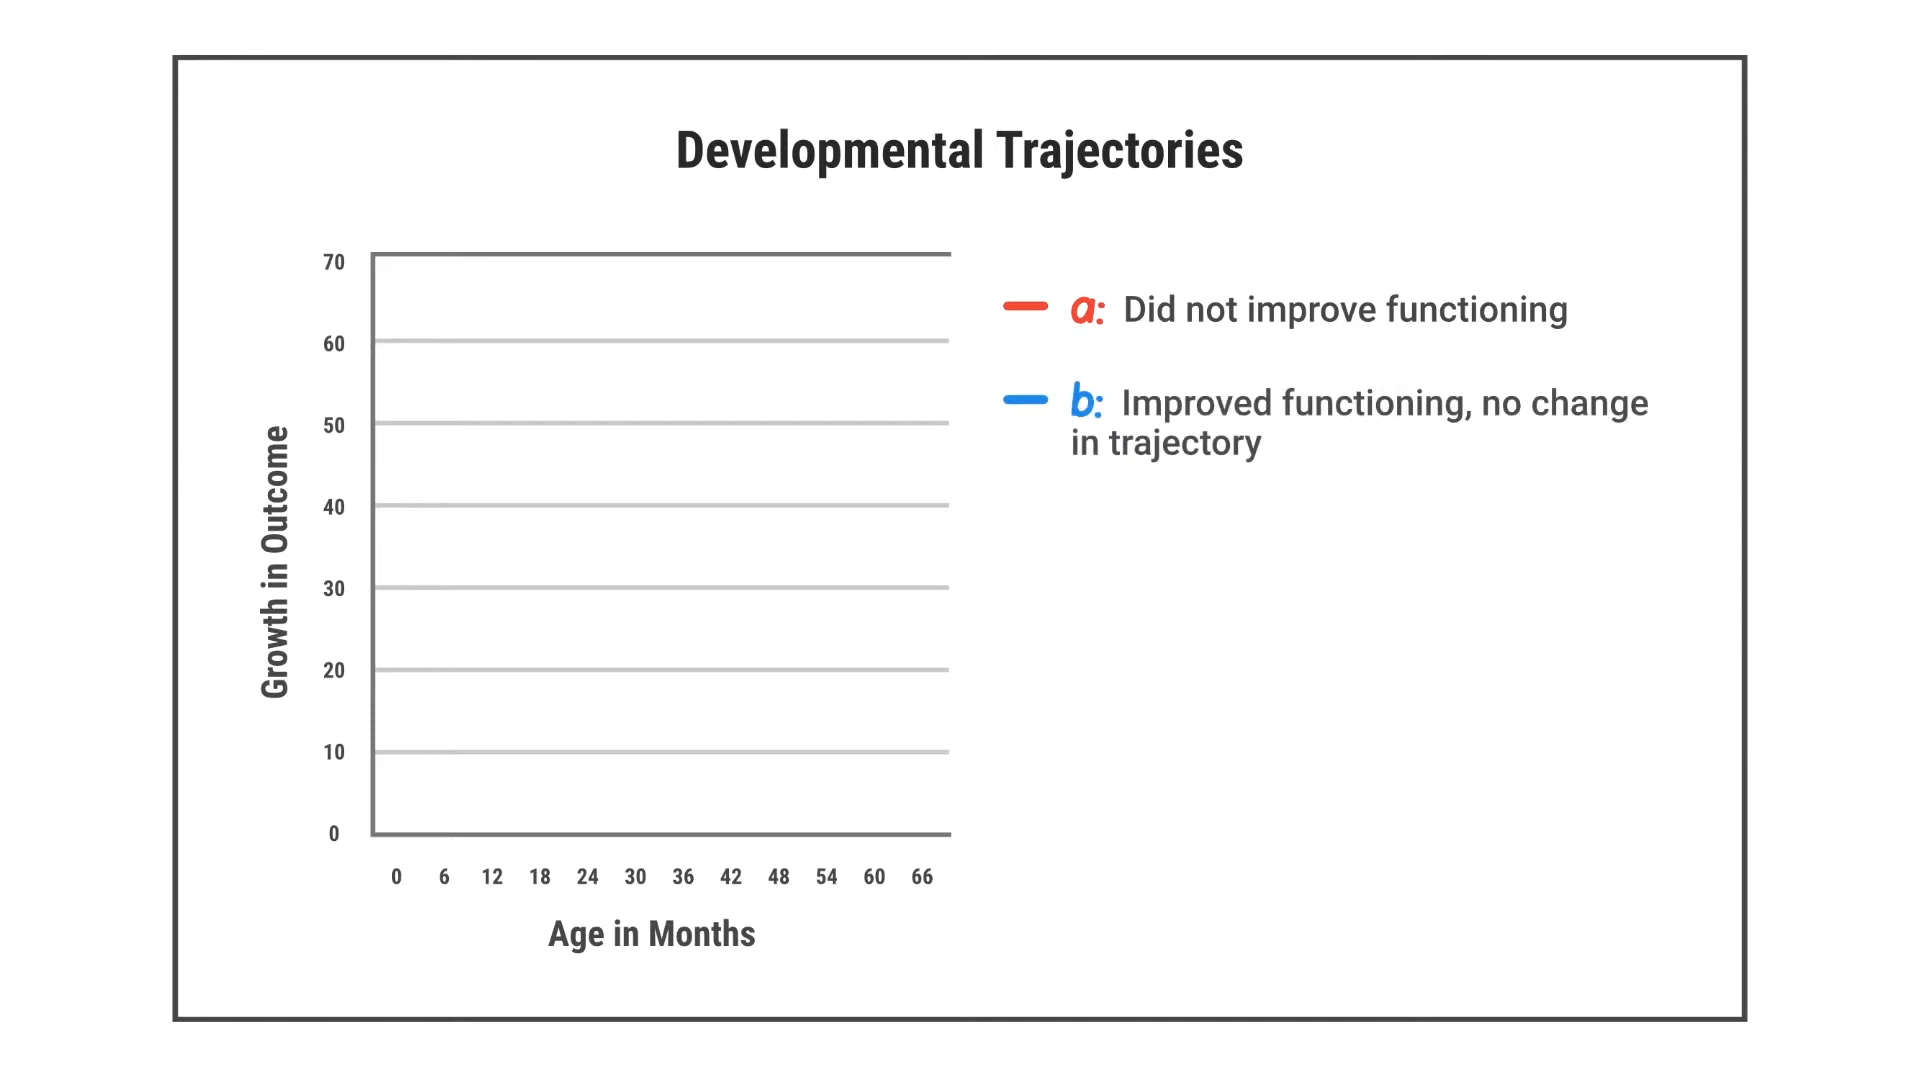 Developmental Trajectories
70
60
50
40
30
20
10
0
Growth in Outcome
0 6 12 18 24 30 36 42 48 54 60 66
Age in Months
a: Did not improve functioning
b: Improved functioning, no change
in trajectory